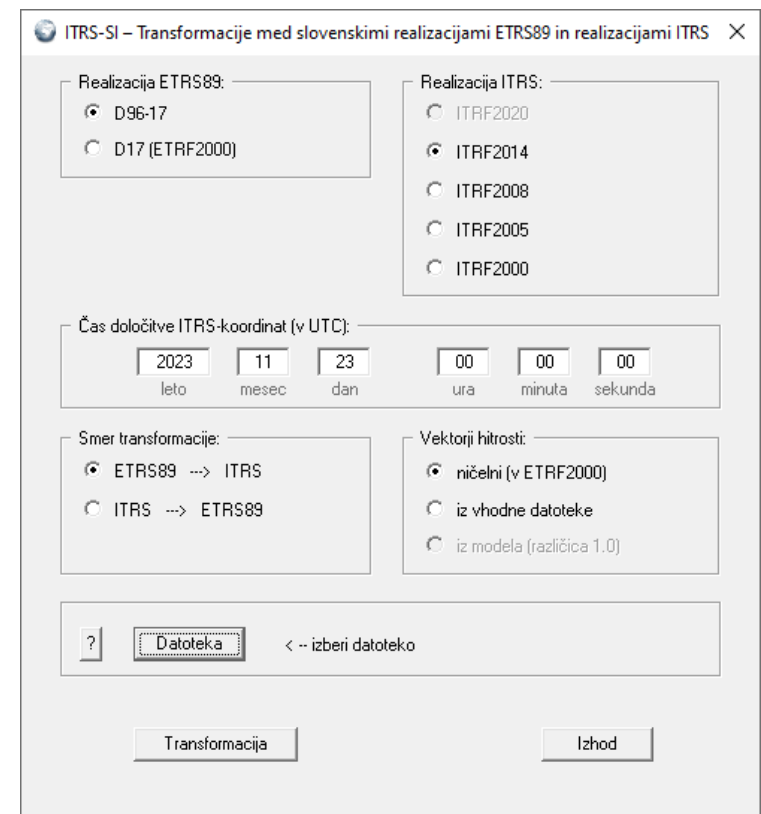 ITRS-SI – Transformacije med slovenskimi realizacijami ETRS89 in realizacijami ITRS
Realizacija ETRS89:
D96-17
D17 (ETRF2000)
Realizacija ITRS:
ITRF2020
ITRF2014
ITRF2008
ITRF2005
ITRF2000
Čas določitve ITRS-koordinat (v UTC):
2023 11 23 00 00 00
leto mesec dan ura minuta sekunda
Smer transformacije:
ETRS89 ---> ITRS
ITRS ---> ETRS89
Vektorji hitrosti:
ničelni (v ETRF2000)
iz vhodne datoteke
iz modela (različica 1.0)
? Datoteka < -- izberi datoteko
Transformacija Izhod